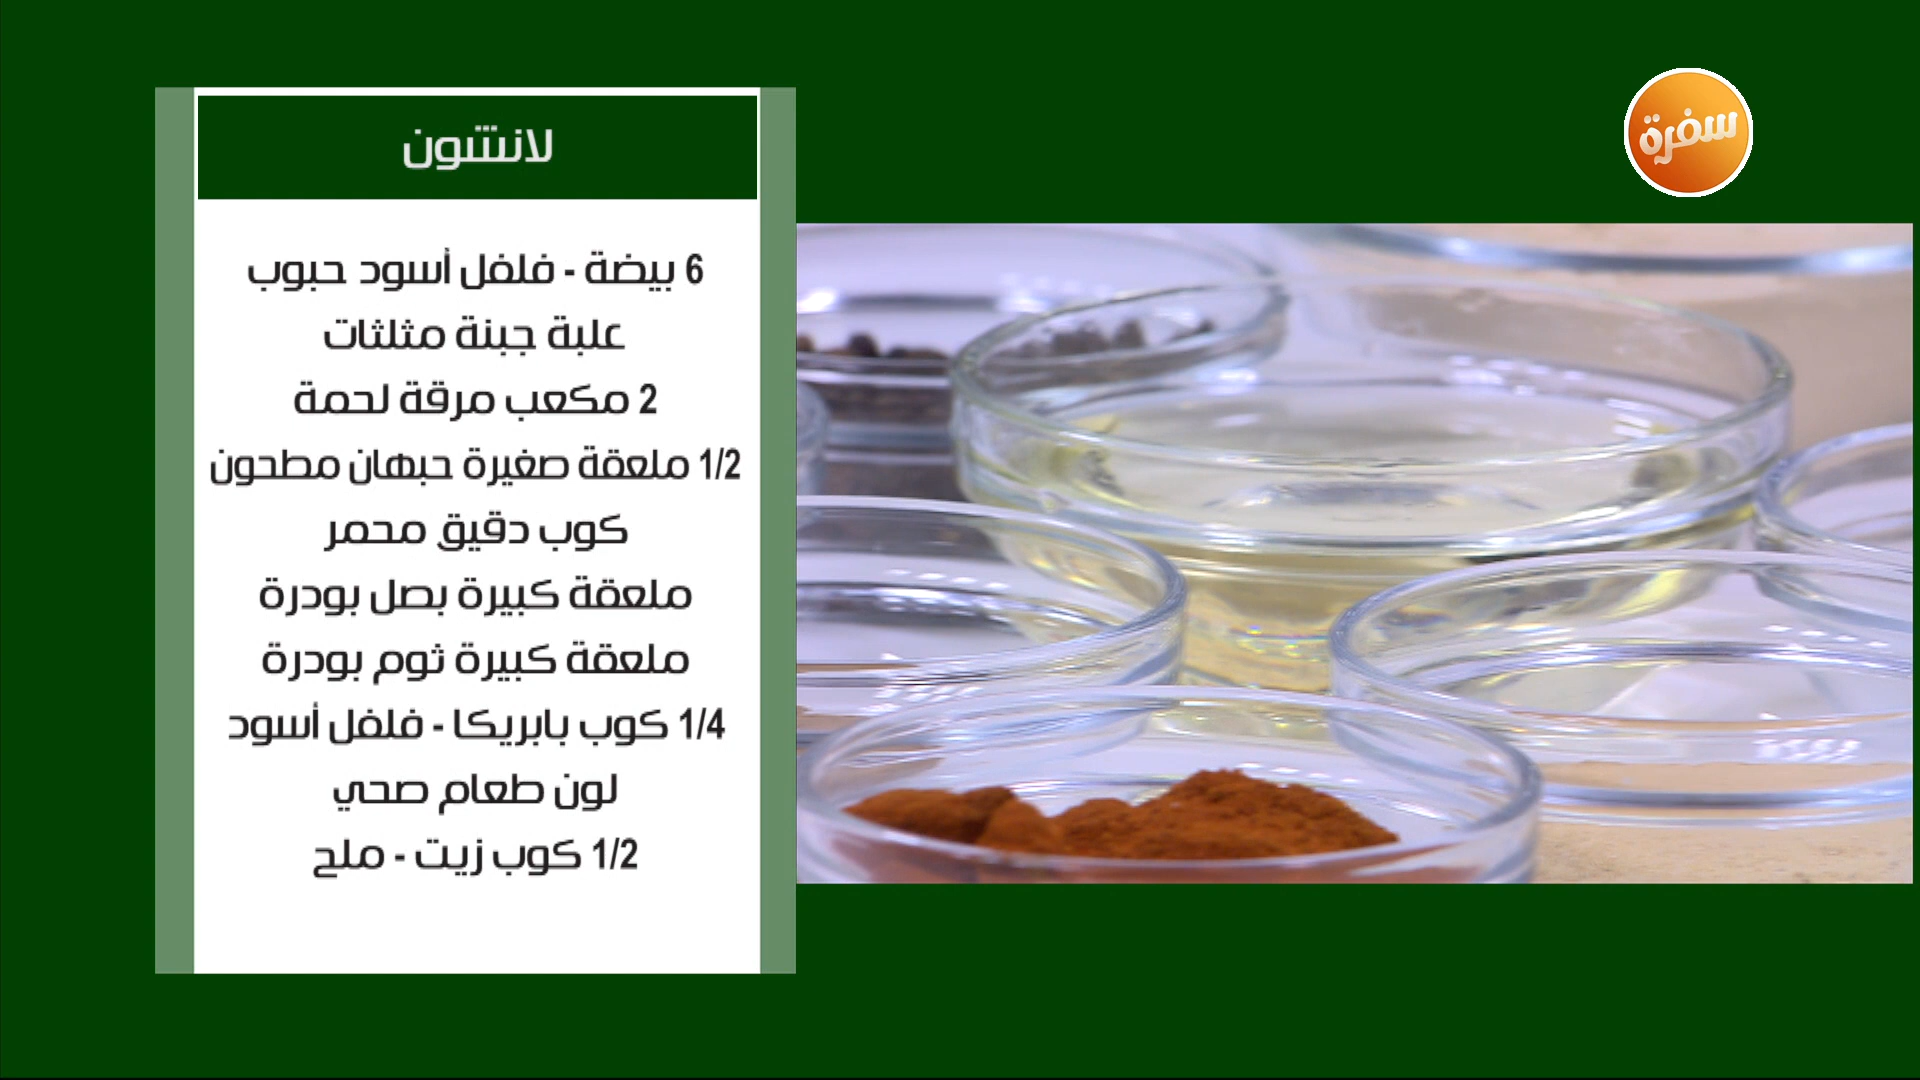 سفرة
لانشون
6 بيضة - فلفل أسود حبوب
علبة جبنة مثلثات
2 مكعب مرقة لحمة
1/2 ملعقة صغيرة حبهان مطحون
كوب دقيق محمر
ملعقة كبيرة بصل بودرة
ملعقة كبيرة ثوم بودرة
1/4 كوب بابريكا - فلفل أسود
لون طعام صحي
1/2 كوب زيت - ملح